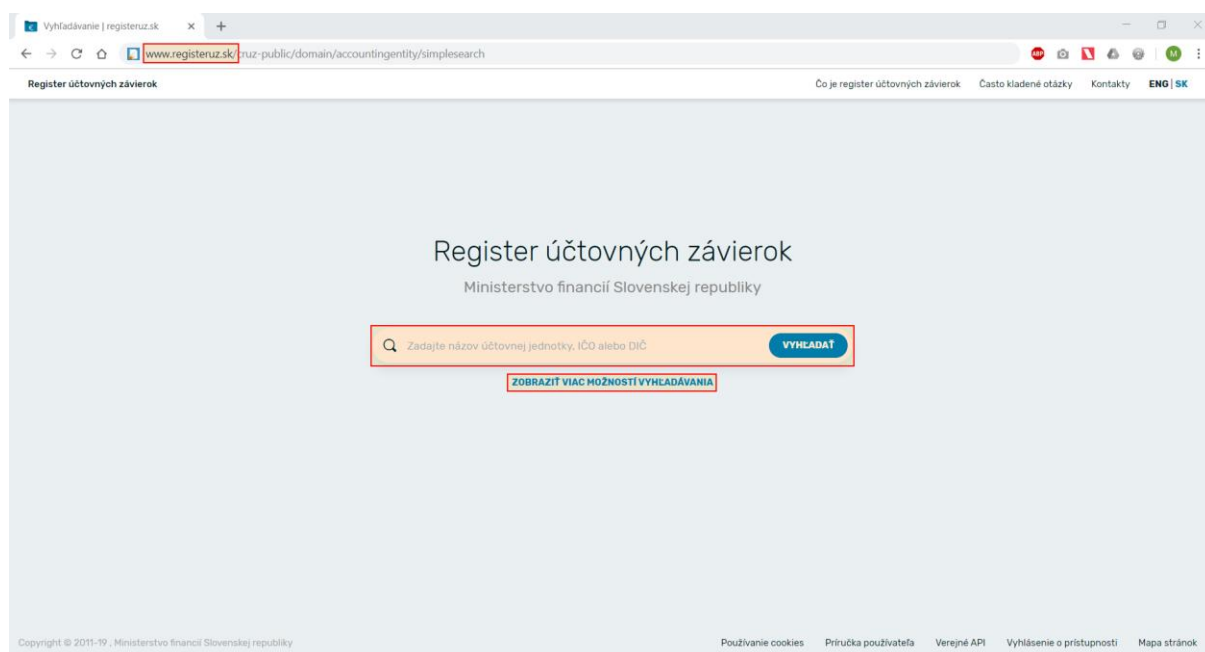 Vyhľadávanie | registeruz.sk
www.registeruz.sk/cruz-public/domain/accountingentity/simplesearch
ABP
M
Register účtovných závierok Čo je register účtovných závierok Často kladené otázky Kontakty ENG | SK
Register účtovných závierok
Ministerstvo financií Slovenskej republiky
Zadajte názov účtovnej jednotky, IČO alebo DIČ VYHĽADAŤ
ZOBRAZIŤ VIAC MOŽNOSTÍ VYHĽADÁVANIA
Copyright © 2011-19 , Ministerstvo financií Slovenskej republiky Používanie cookies Príručka používateľa Verejné API Vyhlásenie o prístupnosti Mapa stránok